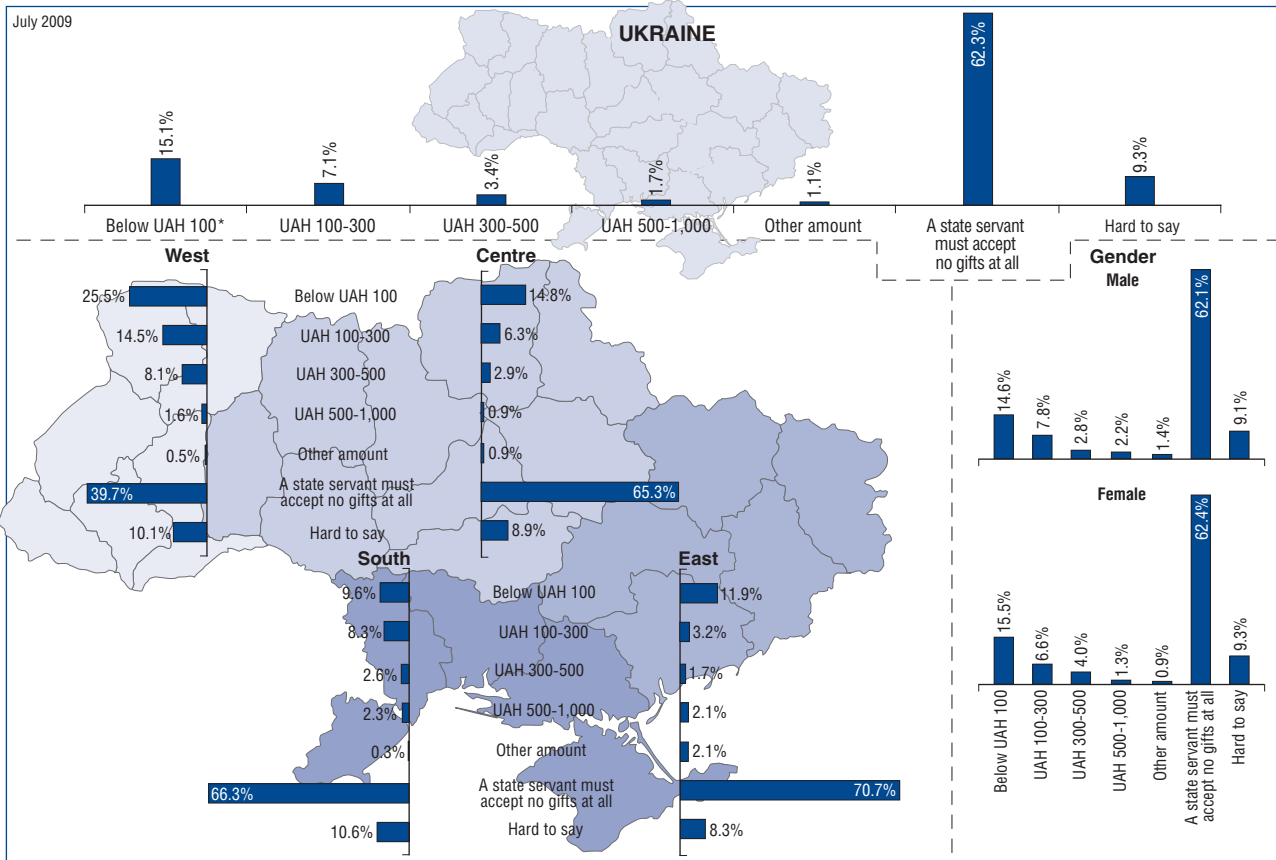 July 2009
UKRAINE
15.1%
7.1%
3.4%
1.7%
1.1%
62.3%
9.3%
Below UAH 100*
UAH 100-300
UAH 300-500
UAH 500-1,000
Other amount
A state servant
must accept
no gifts at all
Hard to say
West
Centre
25.5%
Below UAH 100
14.8%
14.5%
UAH 100-300
6.3%
8.1%
UAH 300-500
2.9%
1.6%
UAH 500-1,000
0.9%
0.5%
Other amount
0.9%
39.7%
A state servant must
accept no gifts at all
65.3%
10.1%
Hard to say
8.9%
South
East
9.6%
Below UAH 100
11.9%
8.3%
UAH 100-300
3.2%
2.6%
UAH 300-500
1.7%
2.3%
UAH 500-1,000
2.1%
0.3%
Other amount
2.1%
66.3%
A state servant must
accept no gifts at all
70.7%
10.6%
Hard to say
8.3%
Gender
Male
14.6%
7.8%
2.8%
2.2%
1.4%
62.1%
9.1%
Female
15.5%
6.6%
4.0%
1.3%
0.9%
62.4%
9.3%
Below UAH 100
UAH 100-300
UAH 300-500
UAH 500-1,000
Other amount
A state servant must
accept no gifts at all
Hard to say